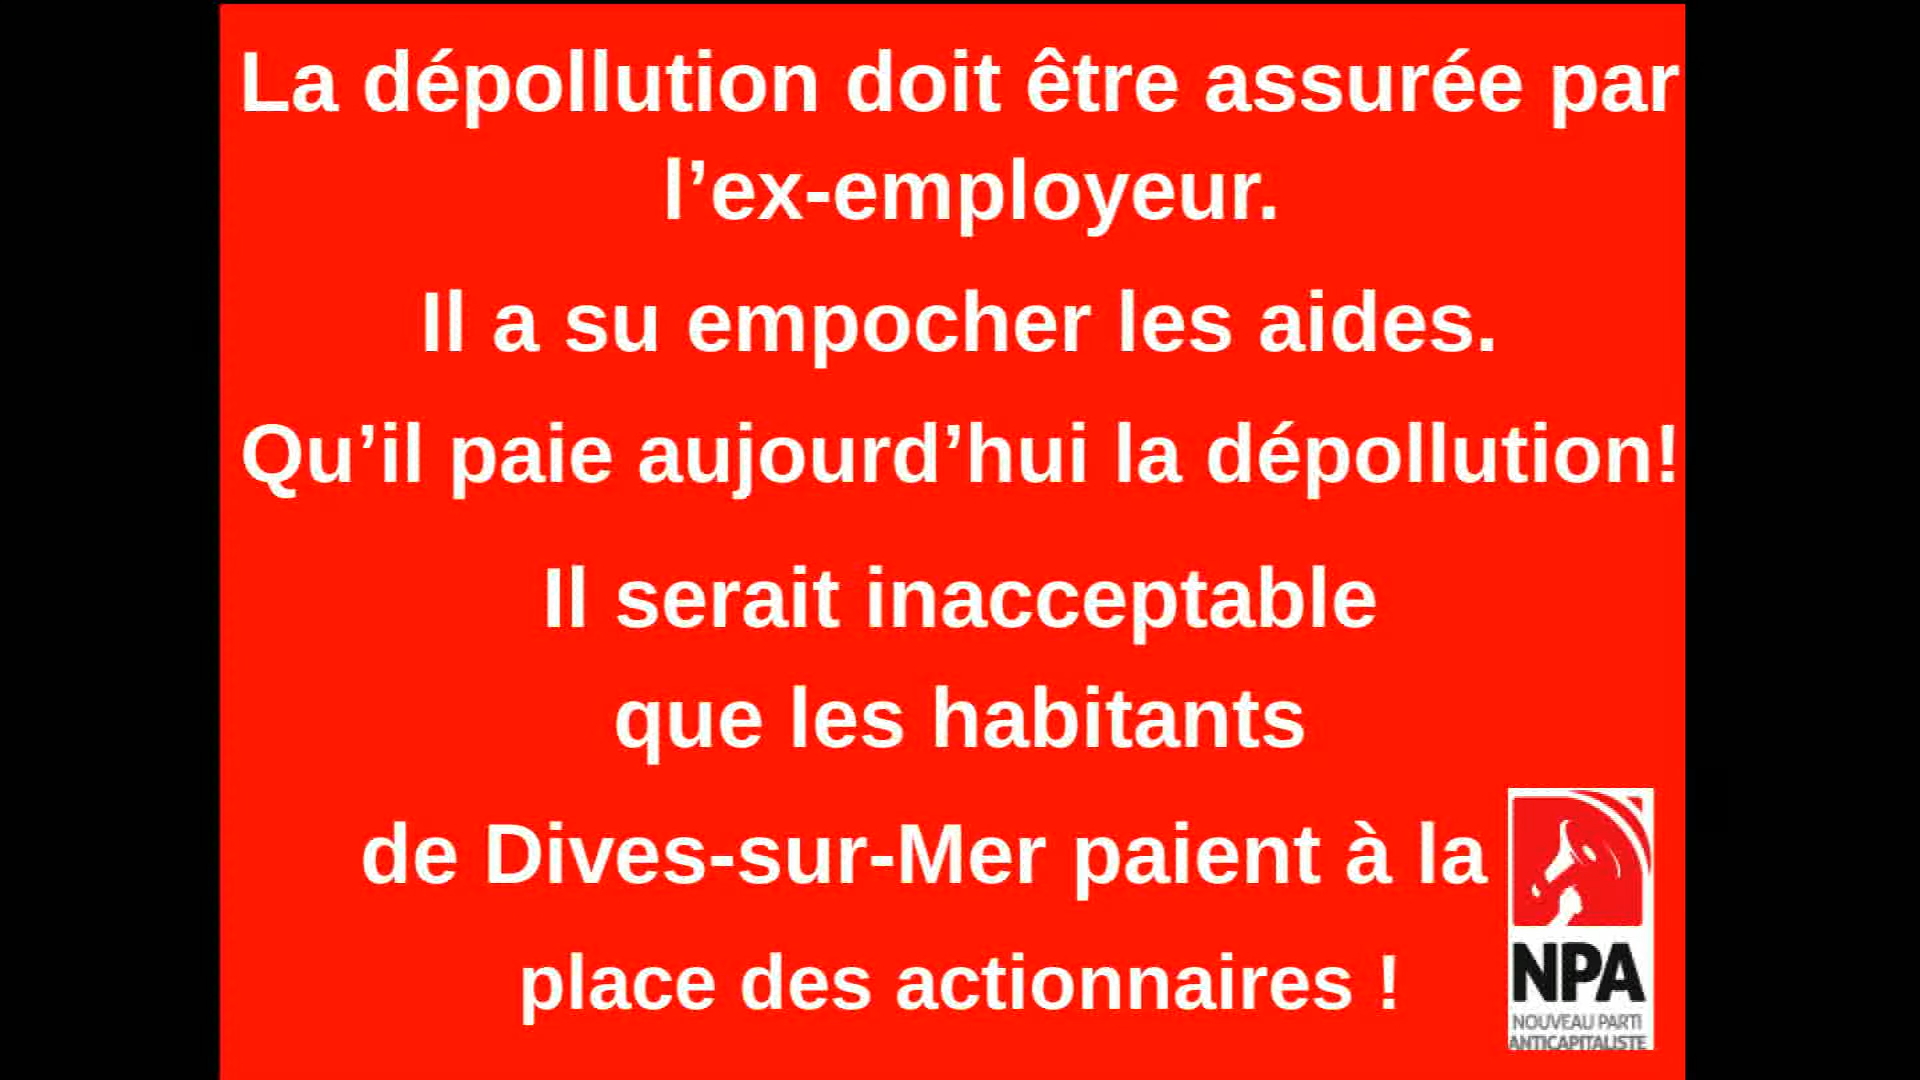 La dépollution doit être assurée par
l’ex-employeur.
Il a su empocher les aides.
Qu’il paie aujourd’hui la dépollution!
Il serait inacceptable
que les habitants
de Dives-sur-Mer paient à la
place des actionnaires !
NPA
NOUVEAU PARTI
ANTICAPITALISTE